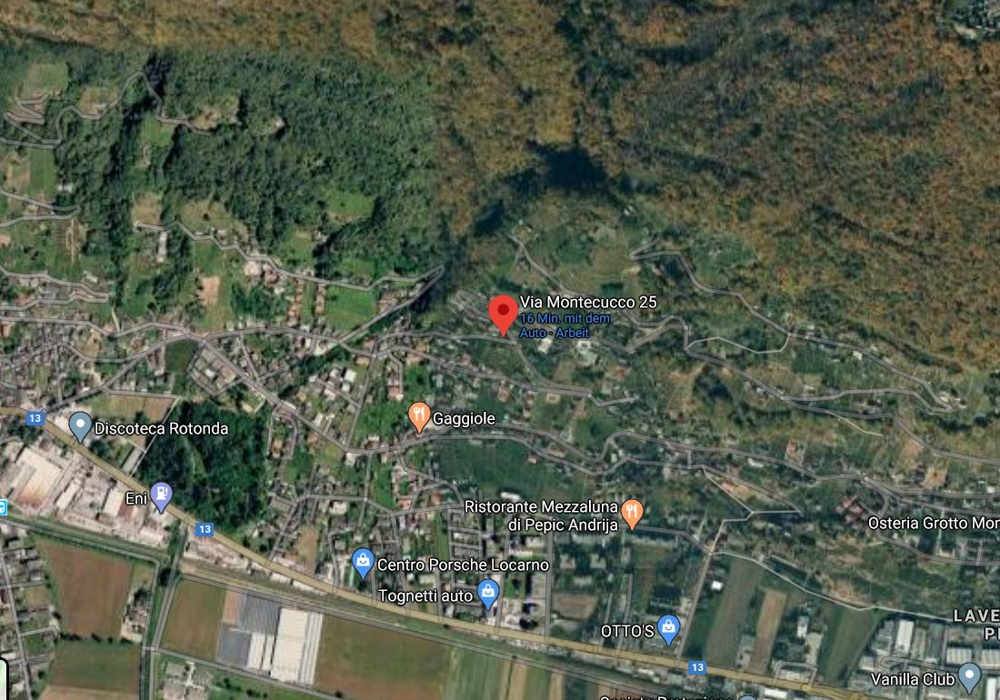 Via Montecucco 25
16 Min. mit dem
Auto - Arbeit
Gaggiole
13
Discoteca Rotonda
Eni
13
Ristorante Mezzaluna
di Pepic Andrija
Osteria Grotto Mor
Centro Porsche Locarno
Tognetti auto
OTTO'S
LAVE
13
Vanilla Club